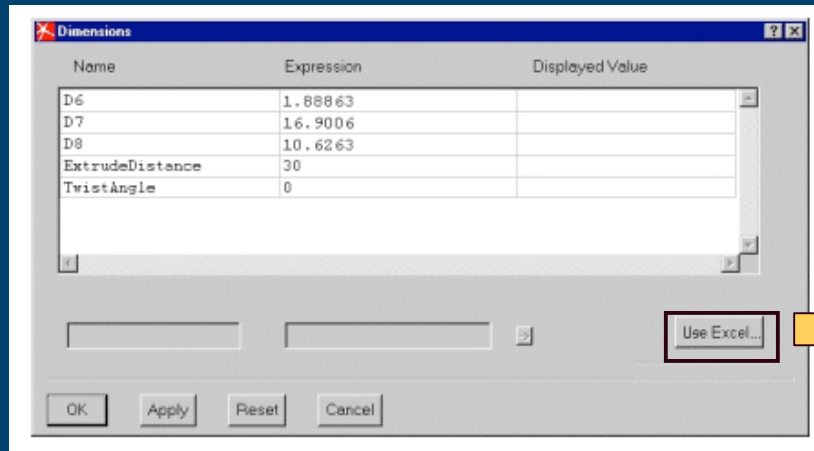 Dimensions
Name Expression Displayed Value
D6 1.88863
D7 16.9006
D8 10.6263
ExtrudeDistance 30
TwistAngle 0
Use Excel...
OK Apply Reset Cancel